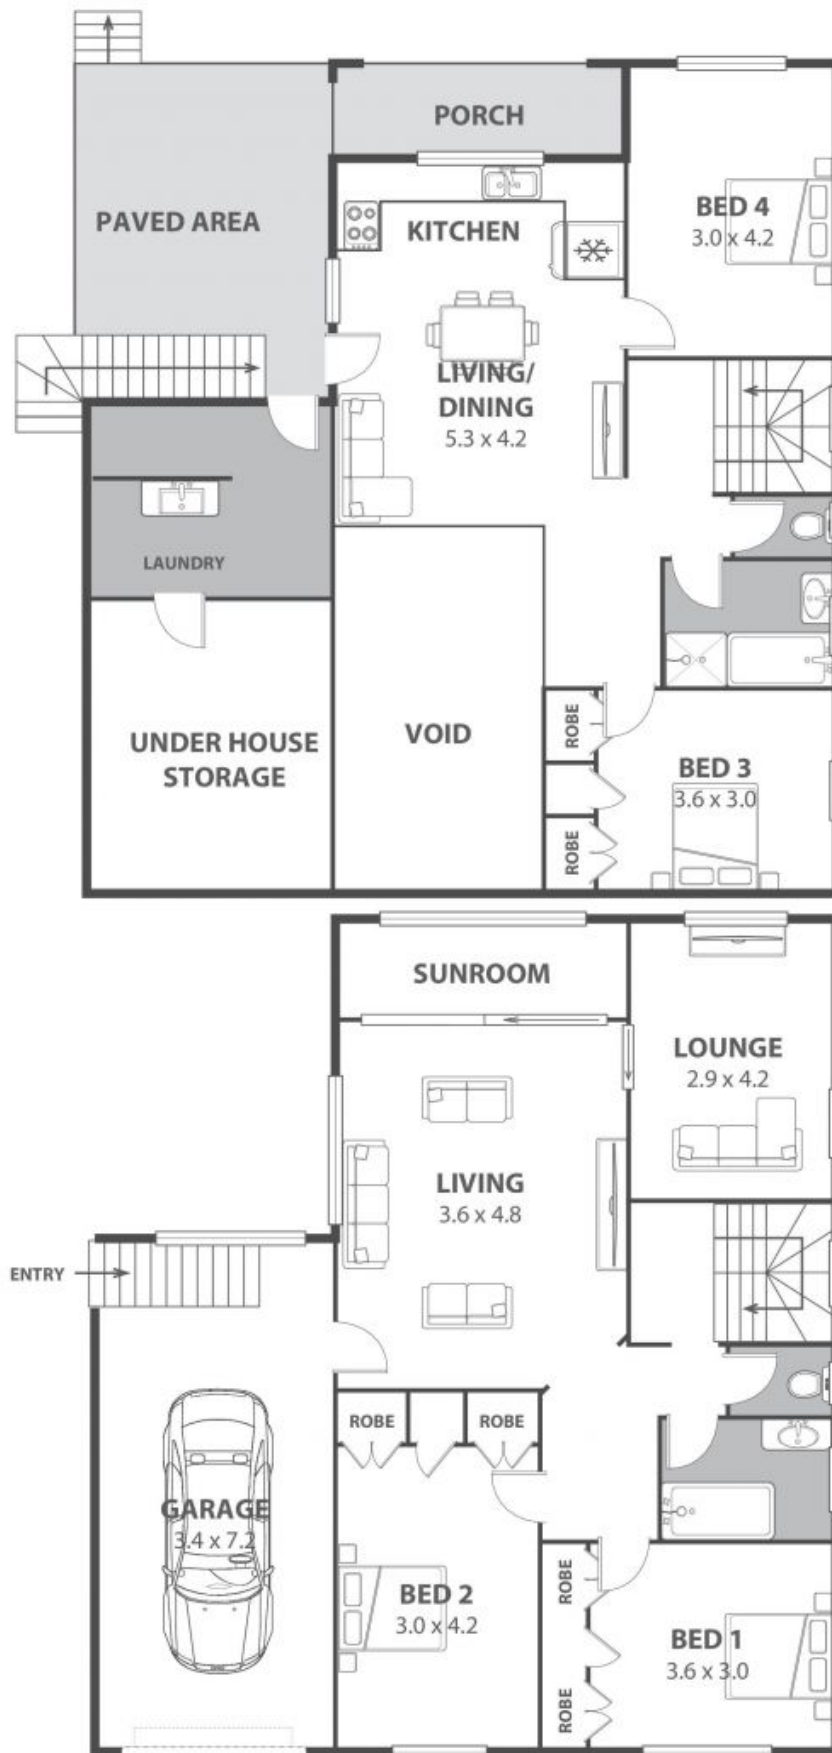 PORCH
PAVED AREA
BED 4
3.0 x 4.2
KITCHEN
LIVING/
DINING
5.3 x 4.2
LAUNDRY
UNDER HOUSE
STORAGE
VOID
ROBE
BED 3
3.6 x 3.0
ROBE
SUNROOM
LOUNGE
2.9 x 4.2
LIVING
3.6 x 4.8
ENTRY
ROBE
ROBE
GARAGE
3.4 x 7.2
BED 2
3.0 x 4.2
ROBE
BED 1
3.6 x 3.0
ROBE